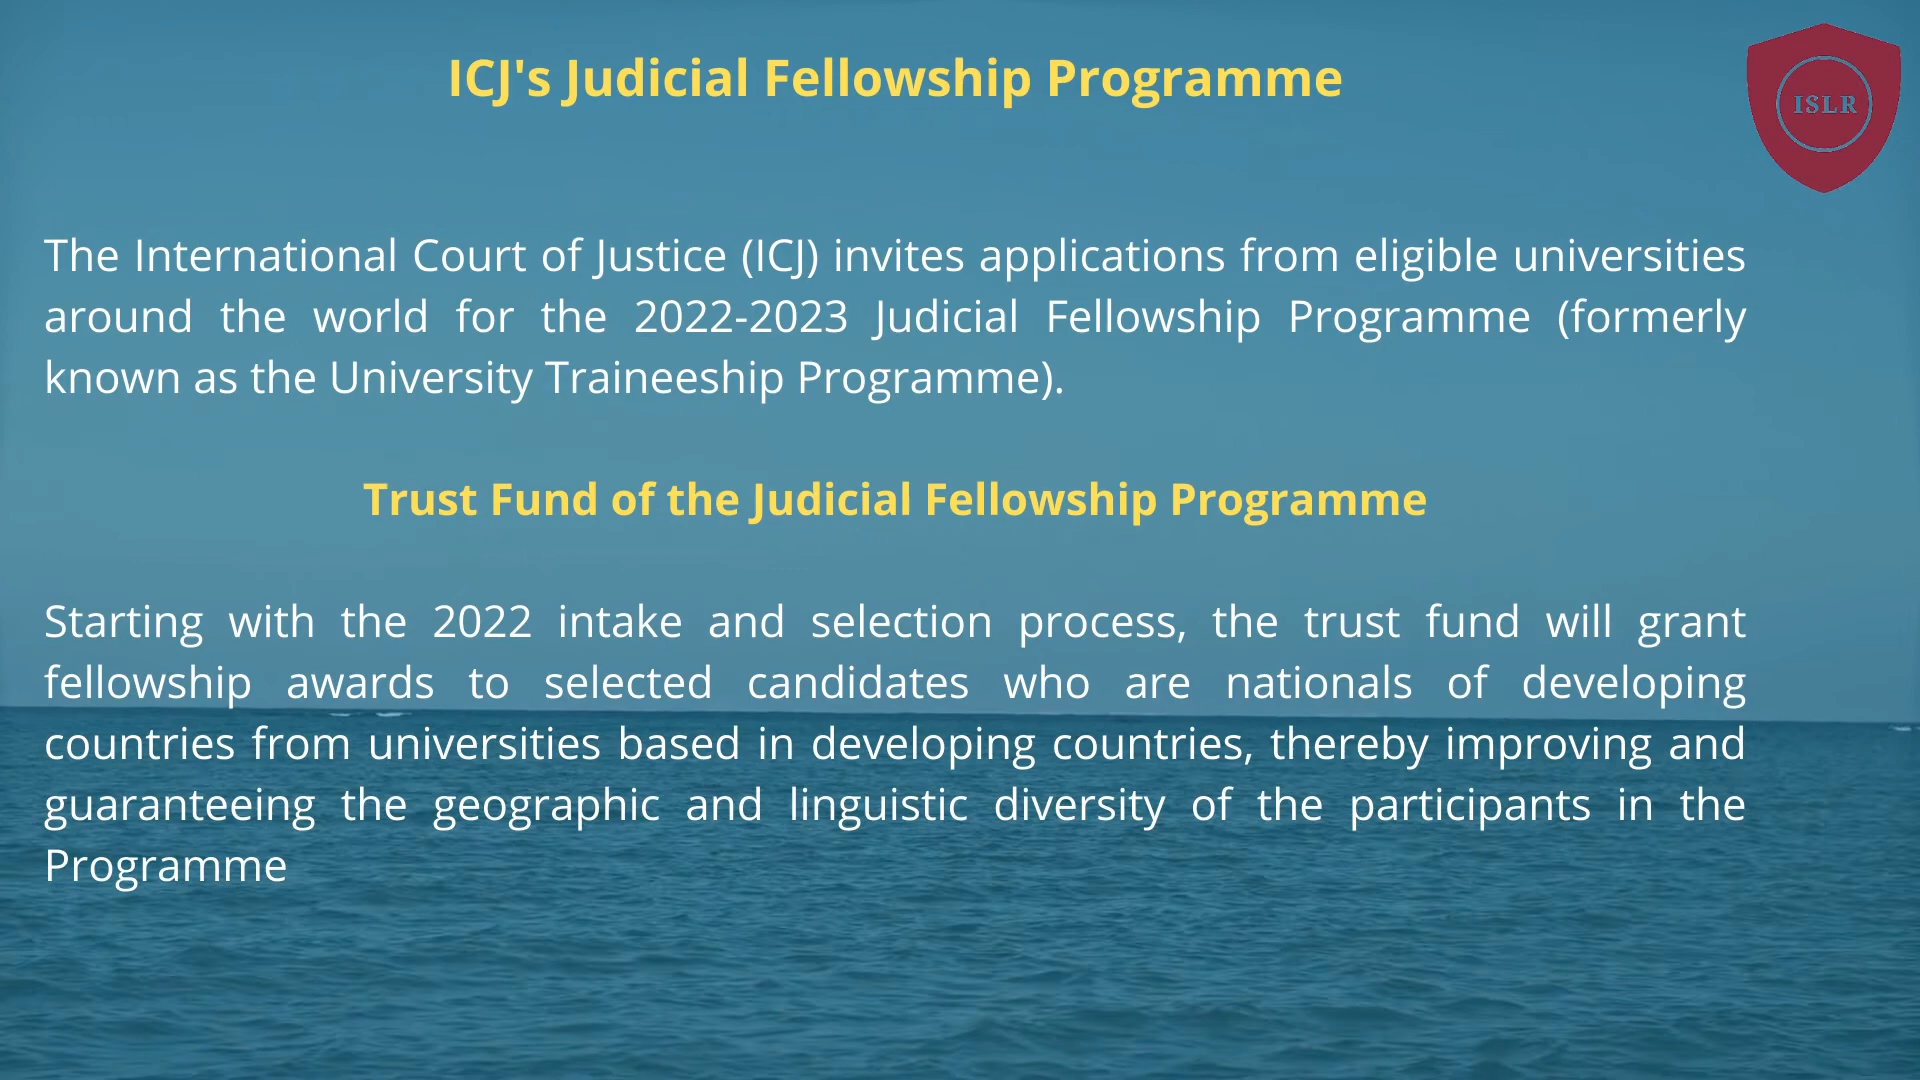 ICJ's Judicial Fellowship Programme
ISLR
The International Court of Justice (ICJ) invites applications from eligible universities
around the world for the 2022-2023 Judicial Fellowship Programme (formerly
known as the University Traineeship Programme).
Trust Fund of the Judicial Fellowship Programme
Starting with the 2022 intake and selection process, the trust fund will grant
fellowship awards to selected candidates who are nationals of developing
countries from universities based in developing countries, thereby improving and
guaranteeing the geographic and linguistic diversity of the participants in the
Programme